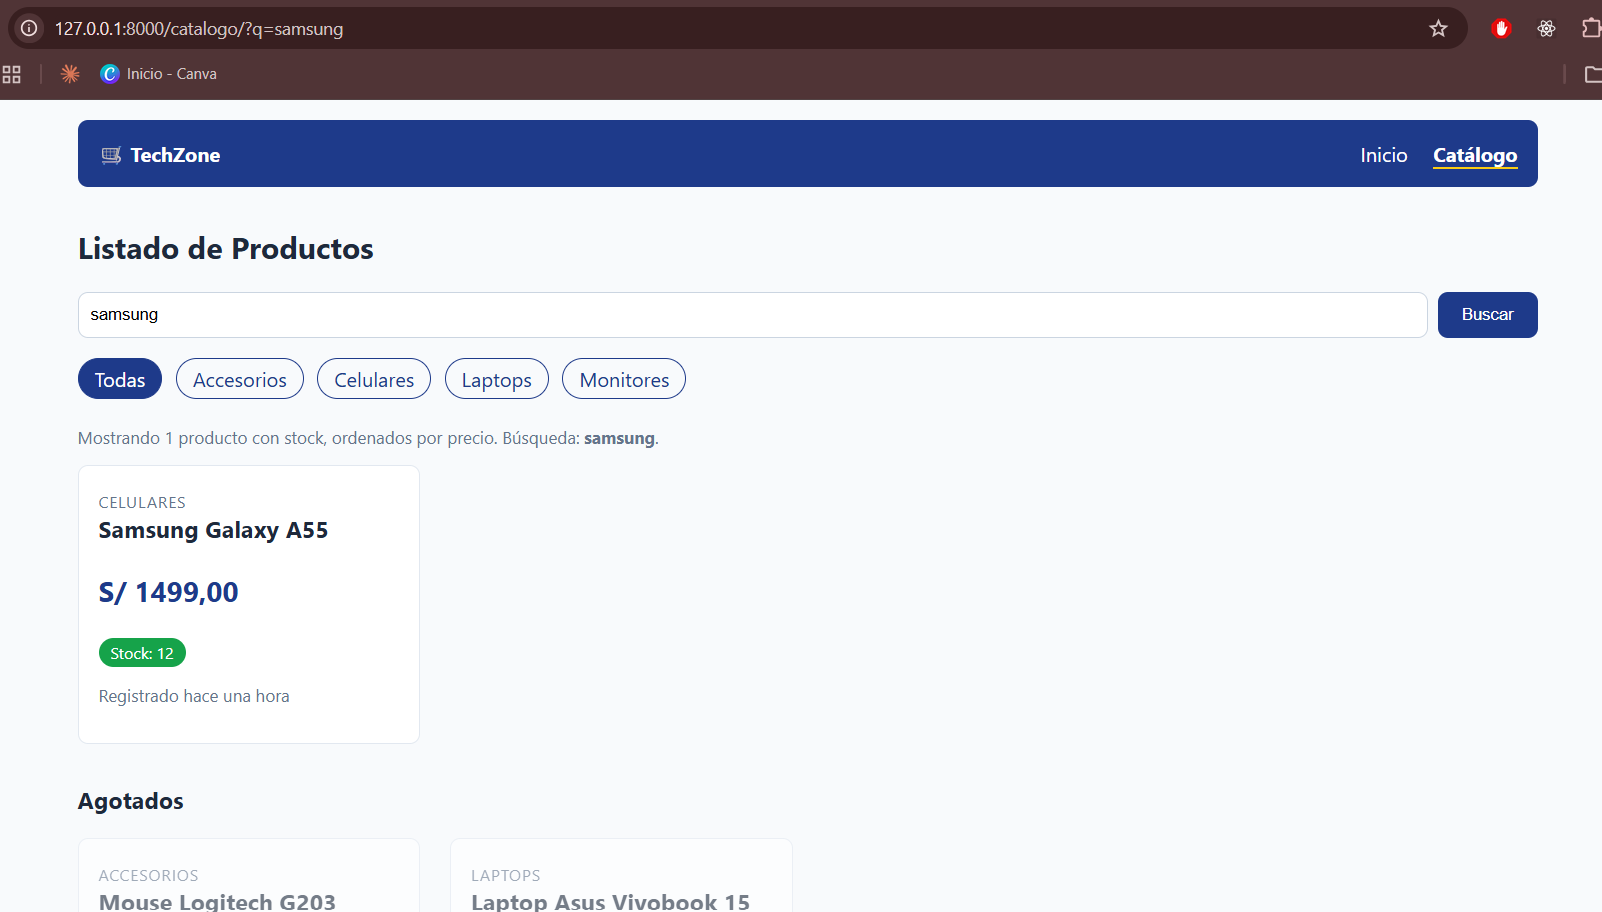 127.0.0.1:8000/catalogo/?q=samsung
Inicio - Canva
TechZone
Inicio
Catálogo
Listado de Productos
samsung
Buscar
Todas
Accesorios
Celulares
Laptops
Monitores
Mostrando 1 producto con stock, ordenados por precio. Búsqueda: samsung.
CELULARES
Samsung Galaxy A55
S/ 1499,00
Stock: 12
Registrado hace una hora
Agotados
ACCESORIOS
Mouse Logitech G203
LAPTOPS
Laptop Asus Vivobook 15